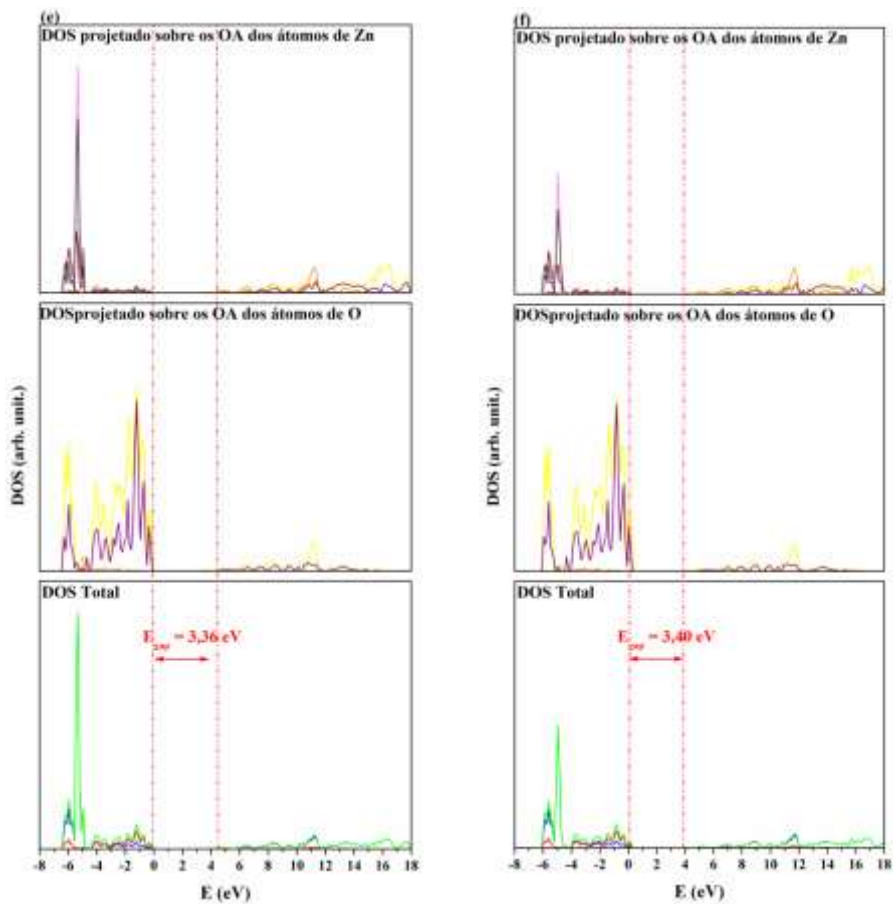 (e)
DOS projetado sobre os OA dos átomos de Zn
DOSprojetado sobre os OA dos átomos de O
DOS (arb. unit.)
DOS Total
E gap = 3,36 eV
-8 -6 -4 -2 0 2 4 6 8 10 12 14 16 18
E (eV)
(f)
DOS projetado sobre os OA dos átomos de Zn
DOSprojetado sobre os OA dos átomos de O
DOS (arb. unit.)
DOS Total
E gap = 3,40 eV
-8 -6 -4 -2 0 2 4 6 8 10 12 14 16 18
E (eV)